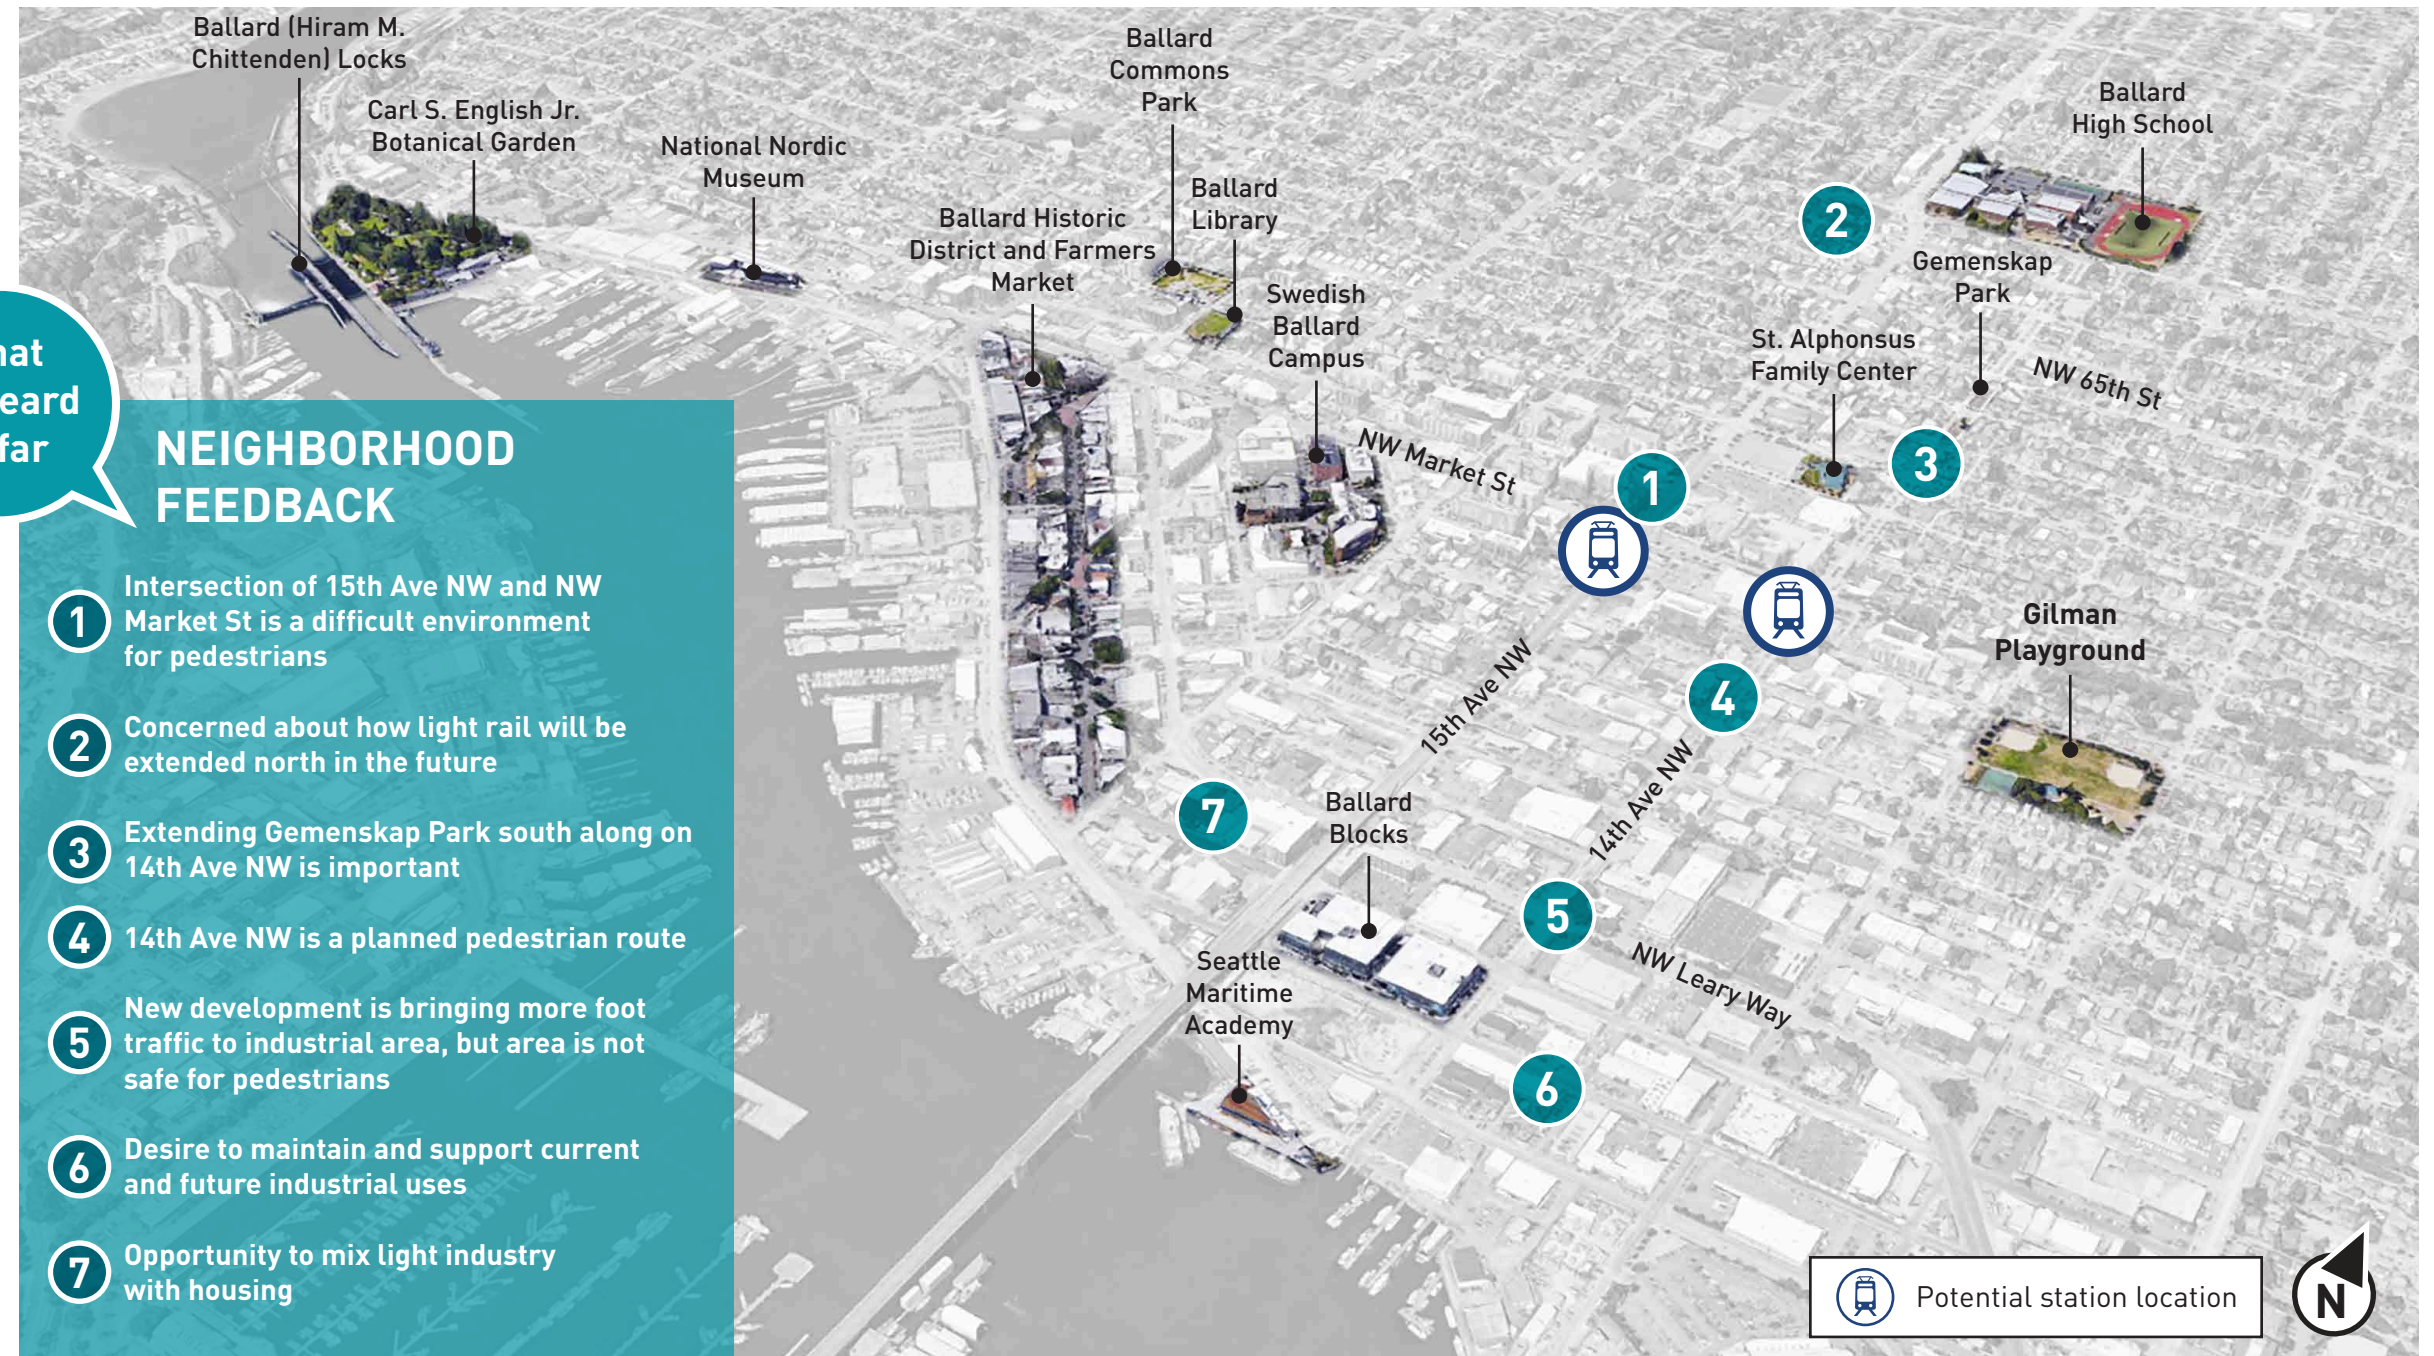 Ballard (Hiram M.
Chittenden) Locks
Carl S. English Jr.
Botanical Garden
National Nordic
Museum
Ballard Historic
District and Farmers
Market
Ballard
Commons
Park
Ballard
Library
Swedish
Ballard
Campus
Ballard
High School
2
Gemenskap
Park
St. Alphonsus
Family Center
NW 65th St
3
NW Market St
1
Gilman
Playground
4
15th Ave NW
14th Ave NW
7
Ballard
Blocks
5
NW Leary Way
Seattle
Maritime
Academy
6
far
NEIGHBORHOOD
FEEDBACK
1
Intersection of 15th Ave NW and NW
Market St is a difficult environment
for pedestrians
2
Concerned about how light rail will be
extended north in the future
3
Extending Gemenskap Park south along on
14th Ave NW is important
4
14th Ave NW is a planned pedestrian route
5
New development is bringing more foot
traffic to industrial area, but area is not
safe for pedestrians
6
Desire to maintain and support current
and future industrial uses
7
Opportunity to mix light industry
with housing
Potential station location
N